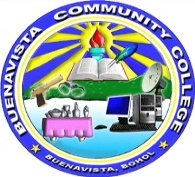 BUENAVISTA COMMUNITY COLLEGE
BUENAVISTA, BOHOL